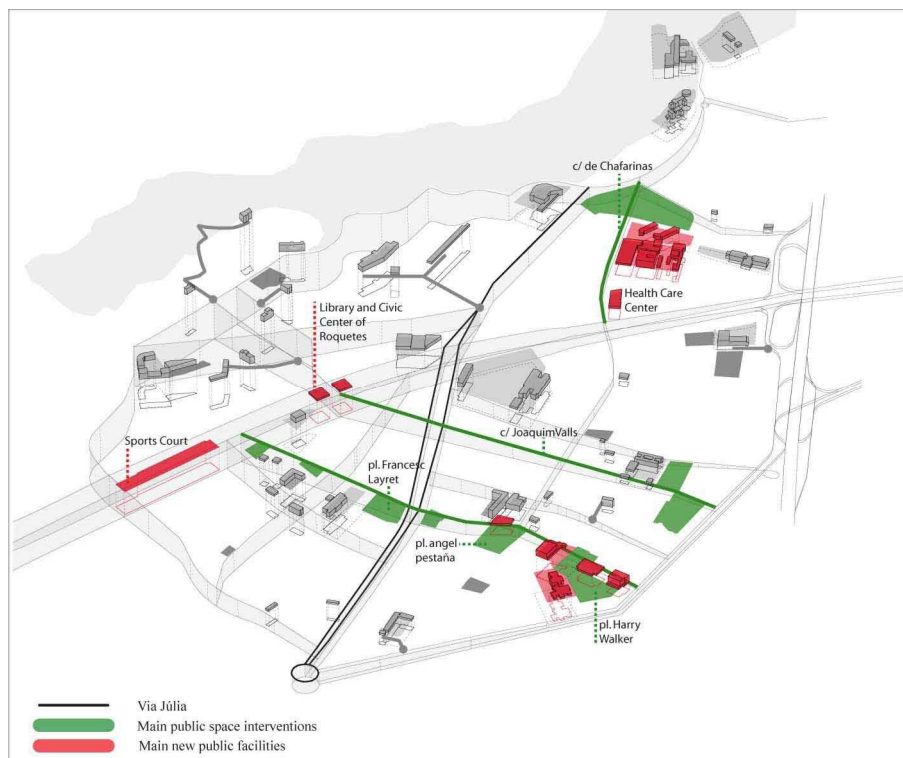 c/ de Chafarinas
Library and Civic
Center of
Roquetes
Health Care
Center
Sports Court
c/ JoaquimValls
pl. Francesc
Layret
pl. angel
pestaña
pl. Harry
Walker
Via Júlia
Main public space interventions
Main new public facilities